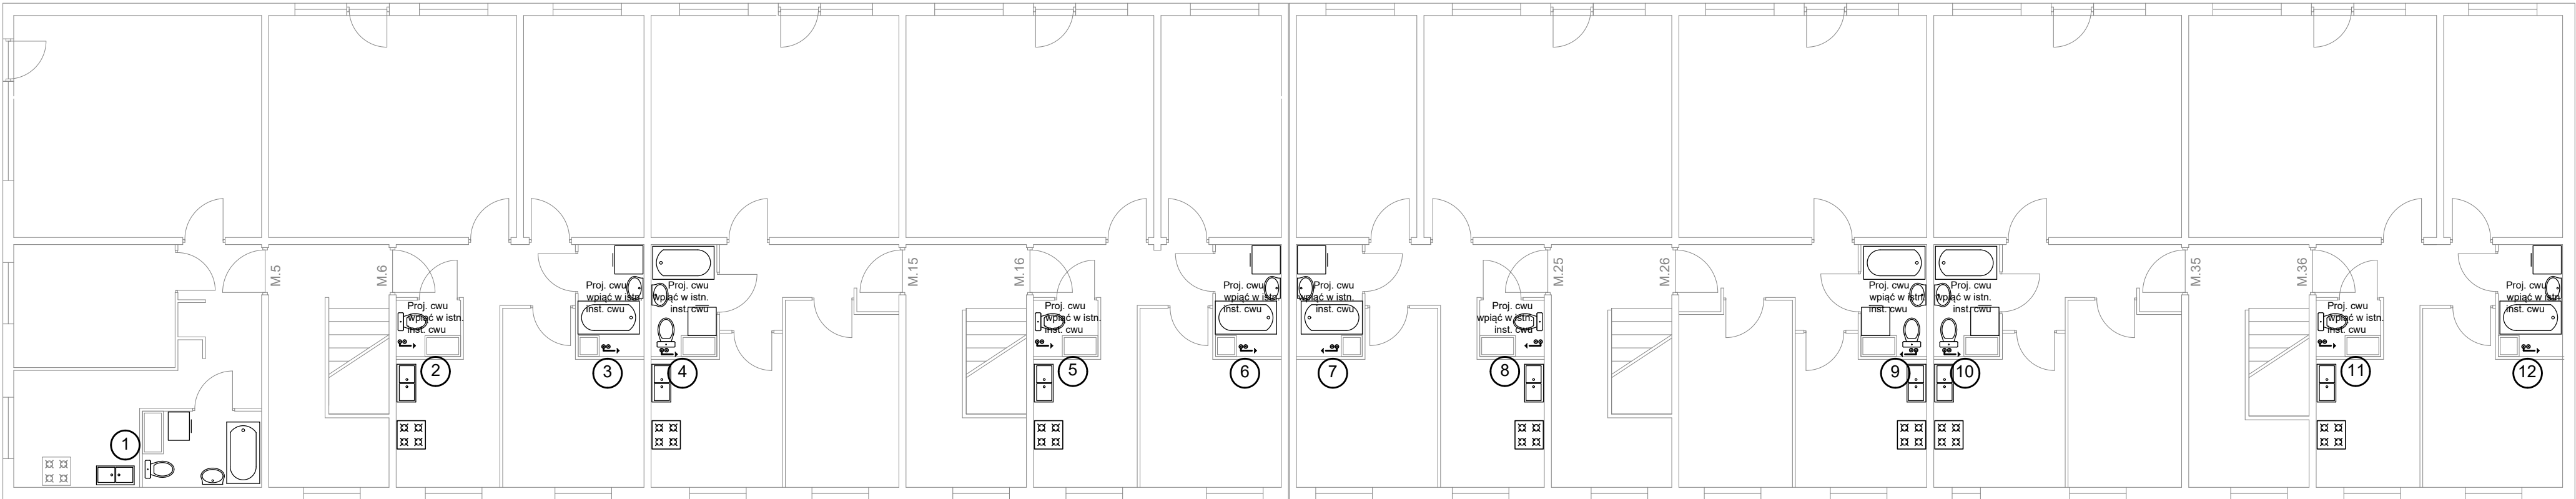 M.5
M.6
M.15
M.16
M.25
M.26
M.35
M.36
Proj. cwu
wpiąć w istn.
inst. cwu
2
Proj. cwu
wpiąć w istn.
inst. cwu
3
Proj. cwu
wpiąć w istn.
inst. cwu
4
Proj. cwu
wpiąć w istn.
inst. cwu
5
Proj. cwu
wpiąć w istn.
inst. cwu
6
Proj. cwu
wpiąć w istn.
inst. cwu
7
Proj. cwu
wpiąć w istn.
inst. cwu
8
Proj. cwu
wpiąć w istn.
inst. cwu
9
Proj. cwu
wpiąć w istn.
inst. cwu
10
Proj. cwu
wpiąć w istn.
inst. cwu
11
Proj. cwu
wpiąć w istn.
inst. cwu
12
1